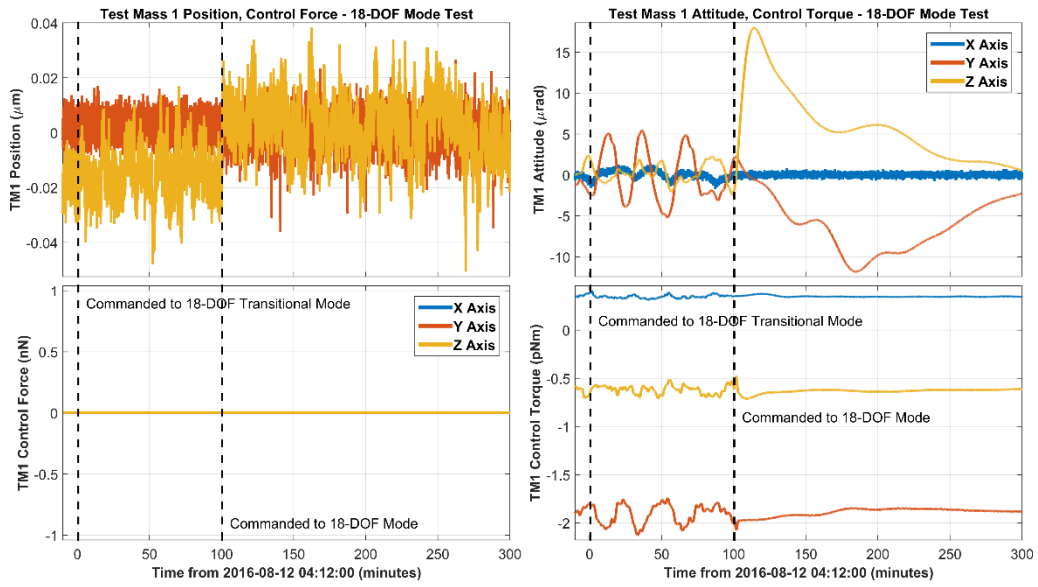 Test Mass 1 Position, Control Force - 18-DOF Mode Test
0.04
0.02
0
-0.02
-0.04
TM1 Position (μm)
1
0.5
0
-0.5
-1
TM1 Control Force (nN)
Commanded to 18-DOF Transitional Mode
X Axis
Y Axis
Z Axis
Commanded to 18-DOF Mode
0
50
100
150
200
250
300
Time from 2016-08-12 04:12:00 (minutes)
Test Mass 1 Attitude, Control Torque - 18-DOF Mode Test
15
10
5
0
-5
-10
TM1 Attitude (μrad)
X Axis
Y Axis
Z Axis
0
-0.5
-1
-1.5
-2
TM1 Control Torque (pNm)
Commanded to 18-DOF Transitional Mode
Commanded to 18-DOF Mode
0
50
100
150
200
250
300
Time from 2016-08-12 04:12:00 (minutes)